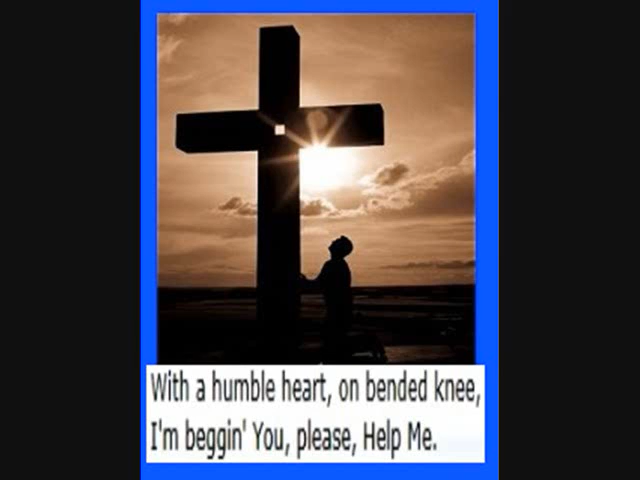 With a humble heart, on bended knee,
I'm beggin' You, please, Help Me.